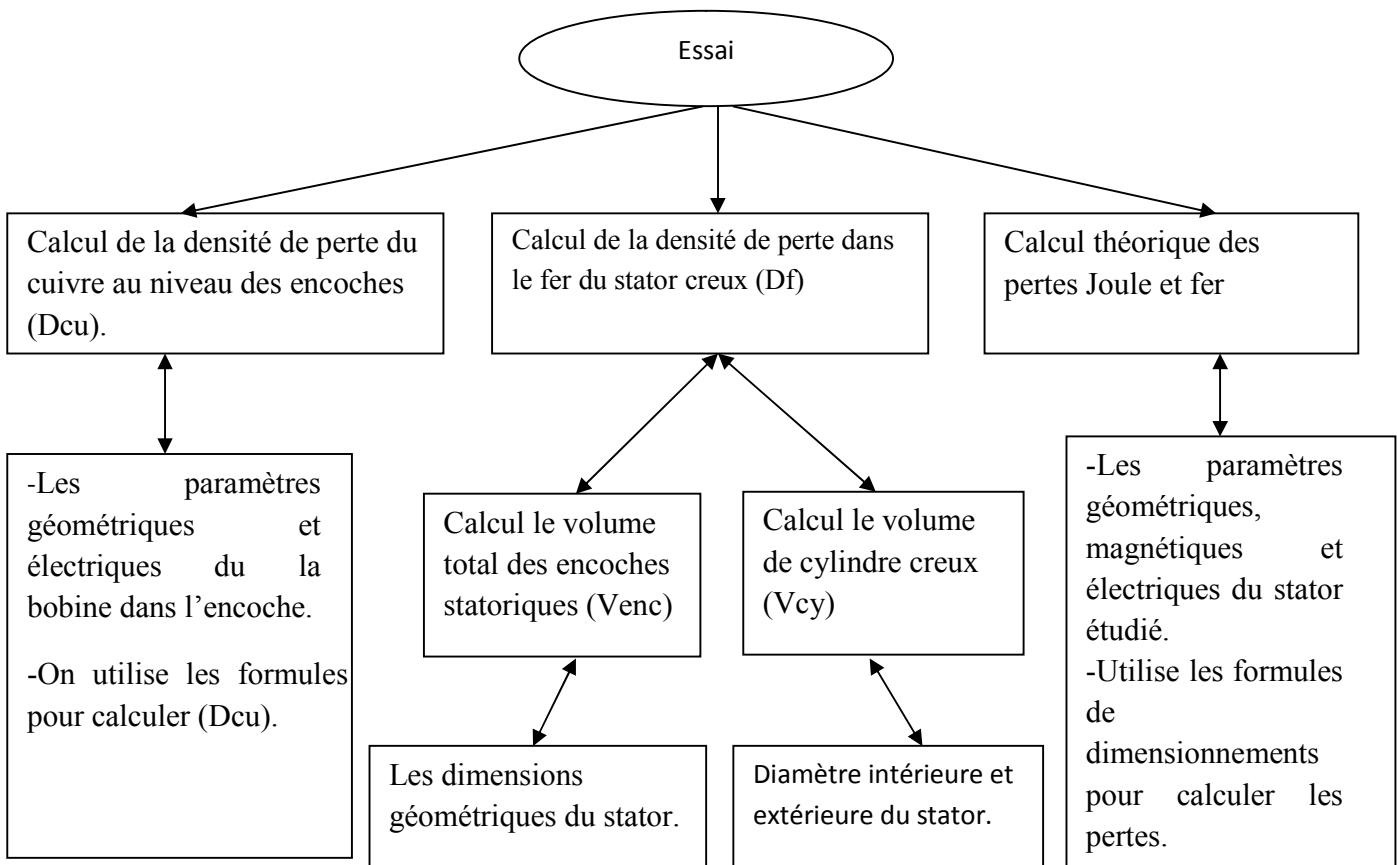 Essai
Calcul de la densité de perte du
cuivre au niveau des encoches
(Dcu).
Calcul de la densité de perte dans
le fer du stator creux (Df)
Calcul théorique des
pertes Joule et fer
-Les paramètres
géométriques et
électriques du la
bobine dans l’encoche.
-On utilise les formules
pour calculer (Dcu).
Calcul le volume
total des encoches
statoriques (Venc)
Calcul le volume
de cylindre creux
(Vcy)
-Les paramètres
géométriques,
magnétiques et
électriques du stator
étudié.
-Utilise les formules
de
dimensionnements
pour calculer les
pertes.
Les dimensions
géométriques du stator.
Diamètre intérieure et
extérieure du stator.